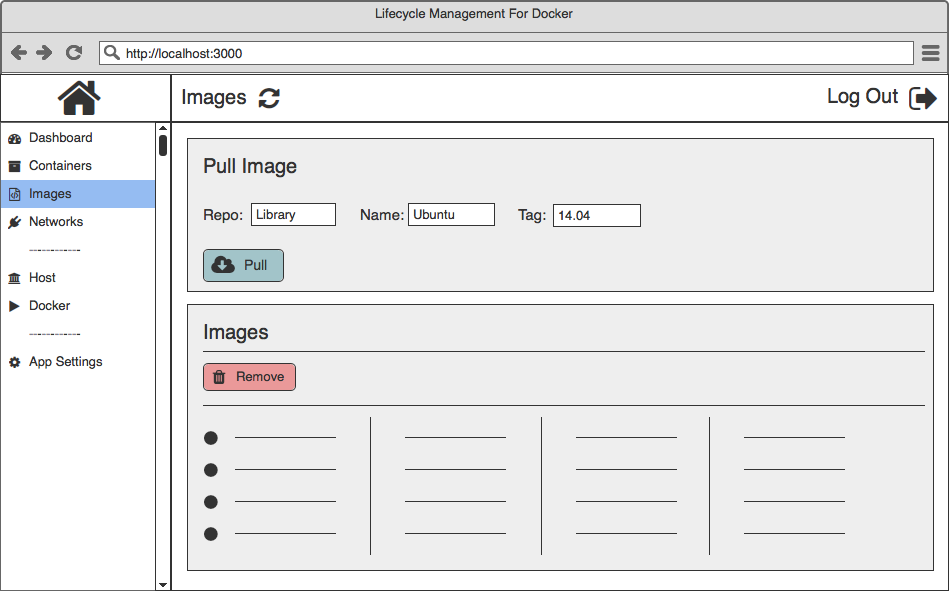 Lifecycle Management For Docker
http://localhost:3000
Images
Log Out
Dashboard
Containers
Images
Networks
-----------
Host
Docker
-----------
App Settings
Pull Image
Repo: Library Name: Ubuntu Tag: 14.04
Pull
Images
Remove